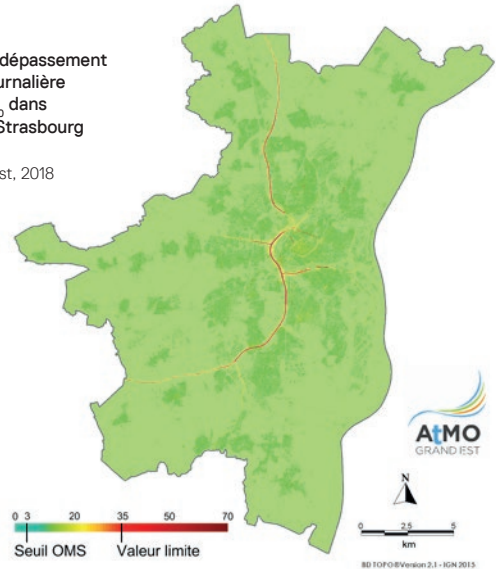 dépassement
urnalière
dans
Strasbourg
st, 2018
AtMO
GRAND EST
N
0 3 20 35 50 70
Seuil OMS Valeur limite
0 2,5 5
km
BD TOPO®Version 2.1 - IGN 2015